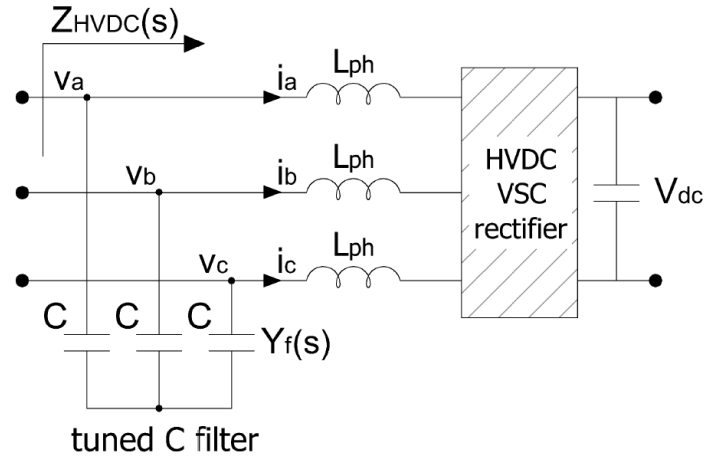 ZHVDC(s)
va
ia
Lph
vb
ib
Lph
vc
ic
Lph
HVDC
VSC
rectifier
Vdc
C
C
C
Yf(s)
tuned C filter